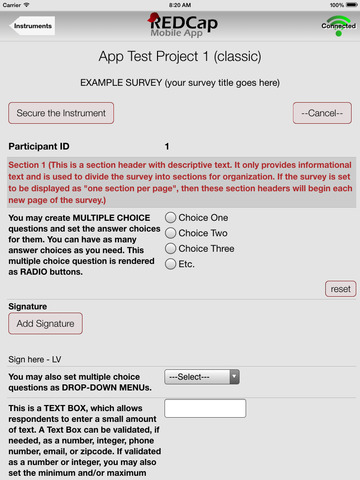 Carrier 8:20 AM 100%
Instruments REDCap Connected
Mobile App
App Test Project 1 (classic)
EXAMPLE SURVEY (your survey title goes here)
Secure the Instrument --Cancel--
Participant ID 1
Section 1 (This is a section header with descriptive text. It only provides informational
text and is used to divide the survey into sections for organization. If the survey is set
to be displayed as "one section per page", then these section headers will begin each
new page of the survey.)
You may create MULTIPLE CHOICE
questions and set the answer choices
for them. You can have as many
answer choices as you need. This
multiple choice question is rendered
as RADIO buttons.
Choice One
Choice Two
Choice Three
Etc.
reset
Signature
Add Signature
Sign here - LV
You may also set multiple choice
questions as DROP-DOWN MENUs.
---Select---
This is a TEXT BOX, which allows
respondents to enter a small amount
of text. A Text Box can be validated, if
needed, as a number, integer, phone
number, email, or zipcode. If validated
as a number or integer, you may also
set the minimum and/or maximum